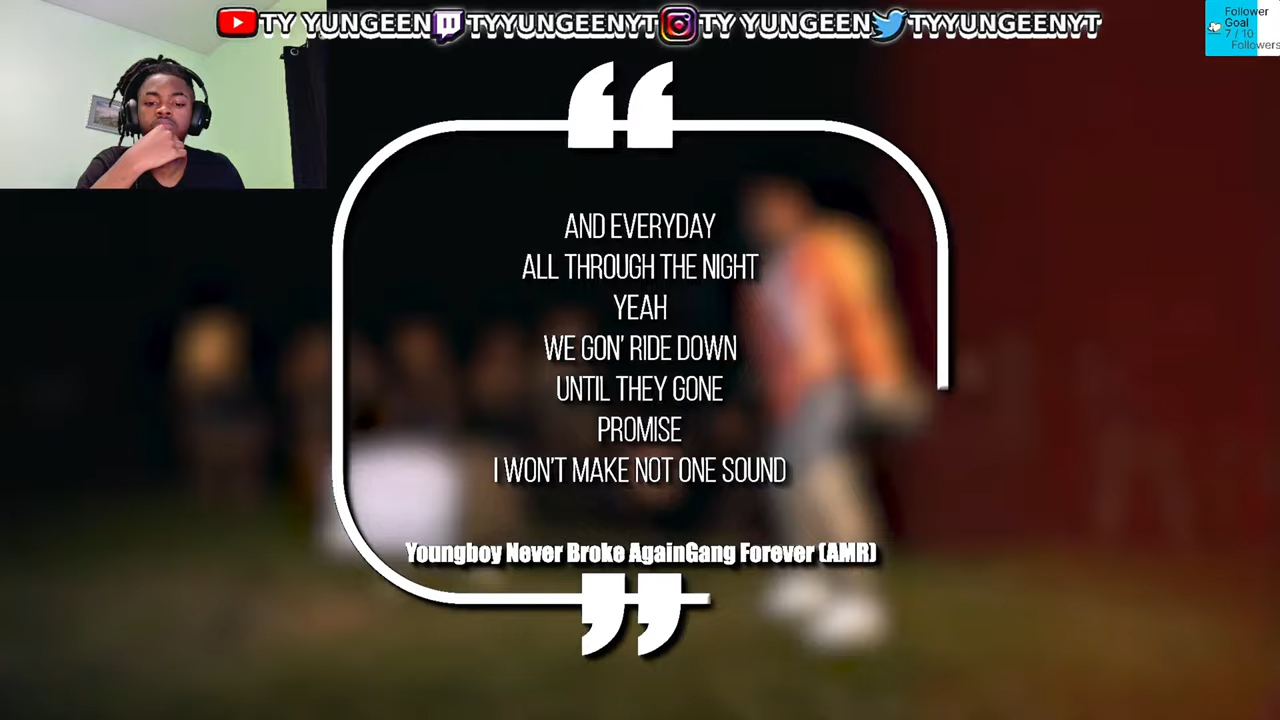 TY YUNGEEN TYYUNGEENYT TY YUNGEEN TYYUNGEENYT
Follower
Goal
7 / 10
Followers
AND EVERYDAY
ALL THROUGH THE NIGHT
YEAH
WE GON' RIDE DOWN
UNTIL THEY GONE
PROMISE
I WON'T MAKE NOT ONE SOUND
Youngboy Never Broke AgainGang Forever (AMR)